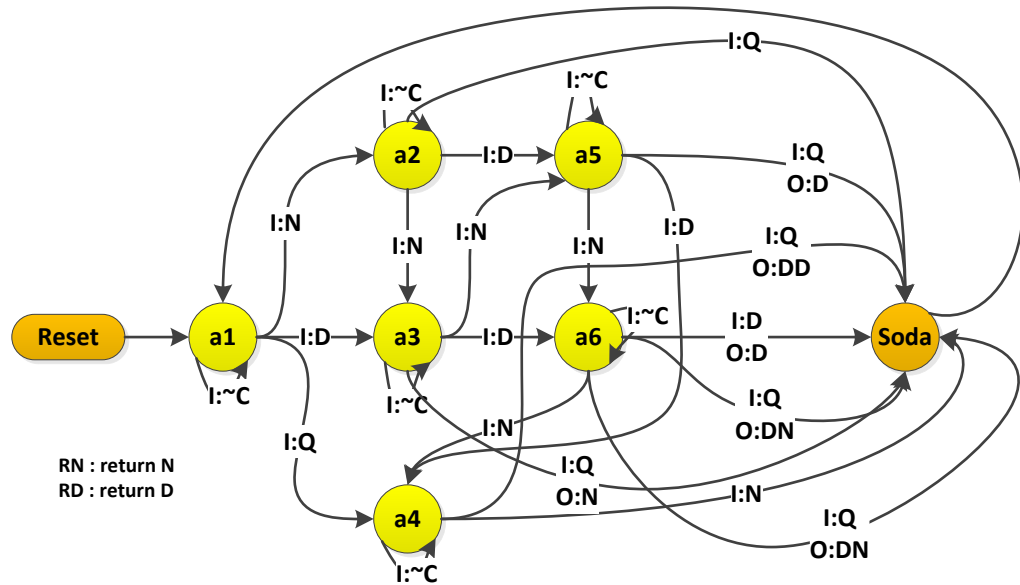 I:Q
I:~C
I:~C
a2
I:D
a5
I:Q
O:D
I:N
I:N
I:N
I:N
I:D
I:Q
O:DD
Reset
a1
I:D
a3
I:D
a6
I:~C
I:D
O:D
Soda
I:~C
I:~C
I:Q
O:DN
I:Q
I:N
RN : return N
RD : return D
I:Q
O:N
I:N
a4
I:Q
O:DN
I:~C